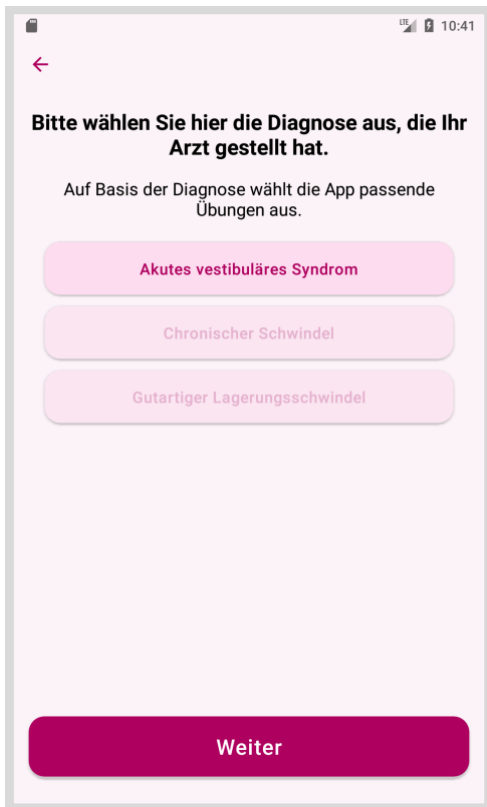 LTE 10:41
Bitte wählen Sie hier die Diagnose aus, die Ihr
Arzt gestellt hat.
Auf Basis der Diagnose wählt die App passende
Übungen aus.
Akutes vestibuläres Syndrom
Chronischer Schwindel
Gutartiger Lagerungsschwindel
Weiter